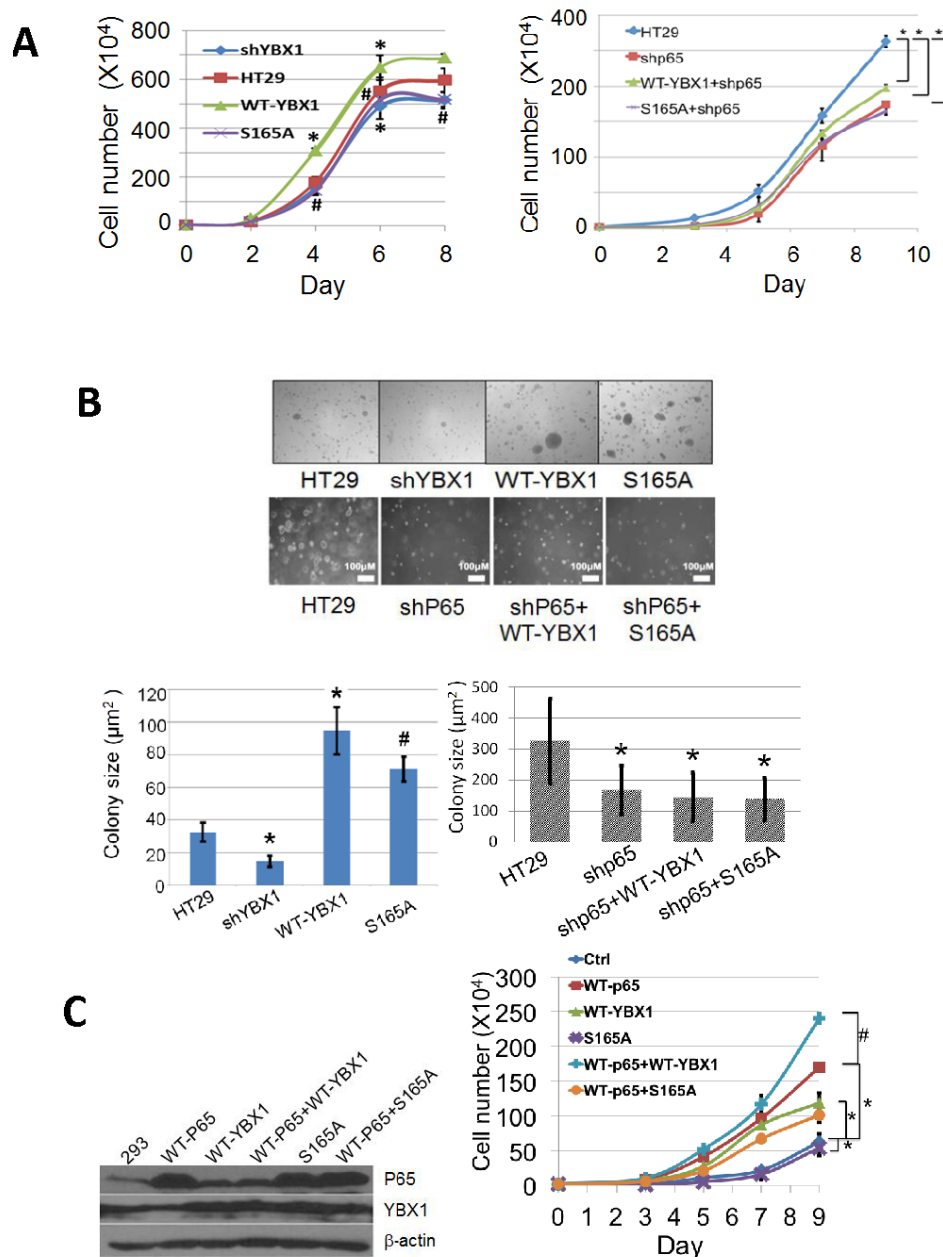 A
Cell number (X10⁴)
800
600
400
200
0
shYBX1
HT29
WT-YBX1
S165A
*
*
#
#
*
*
#
#
0 2 4 6 8
Day
Cell number (X10⁴)
400
200
100
0
HT29
shp65
WT-YBX1+shp65
S165A+shp65
* * *
0 2 4 6 8 10
Day
B
HT29 shYBX1 WT-YBX1 S165A
100µM 100µM 100µM 100µM
HT29 shP65 shP65+ shP65+
WT-YBX1 S165A
Colony size (µm²)
120
100
80
60
40
20
0
*
*
#
HT29 shYBX1 WT-YBX1 S165A
Colony size (µm²)
500
400
300
200
100
0
* * *
HT29 shp65 shp65+WT-YBX1 shp65+S165A
C
293 WT-P65 WT-YBX1 WT-P65+WT-YBX1 S165A WT-P65+S165A
P65
YBX1
β-actin
Cell number (X10⁴)
300
250
200
150
100
50
0
Ctrl
WT-p65
WT-YBX1
S165A
WT-p65+WT-YBX1
WT-p65+S165A
#
*
*
*
0 1 2 3 4 5 6 7 8 9
Day